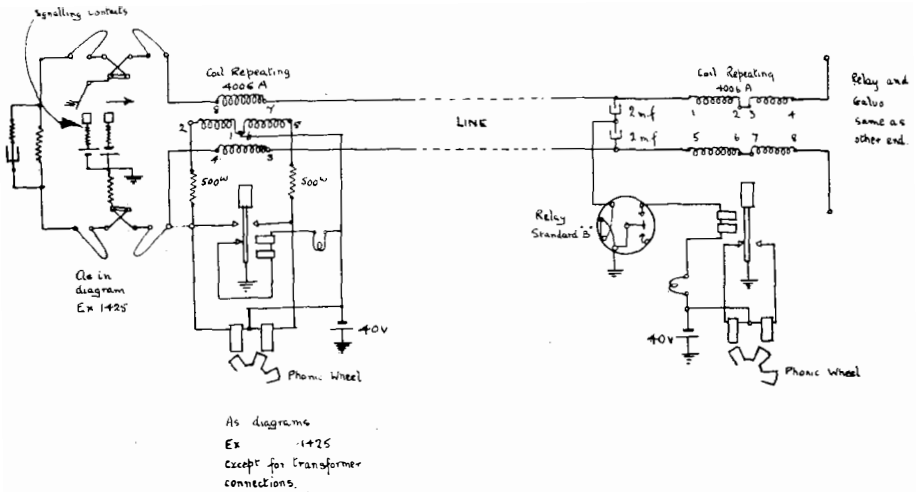 Signalling contacts
Coil Repeating
4006 A
8
7
2
1
6
5
4
3
500ω
500ω
LINE
2 mf
2 mf
Coil Repeating
4006 A
1
2
3
4
5
6
7
8
Relay and
Galvo
same as
other end.
Relay
Standard "B"
As in
diagram
Ex 1425
40v
Phonic Wheel
40v
Phonic Wheel
As diagrams
Ex 1425
except for transformer
connections.